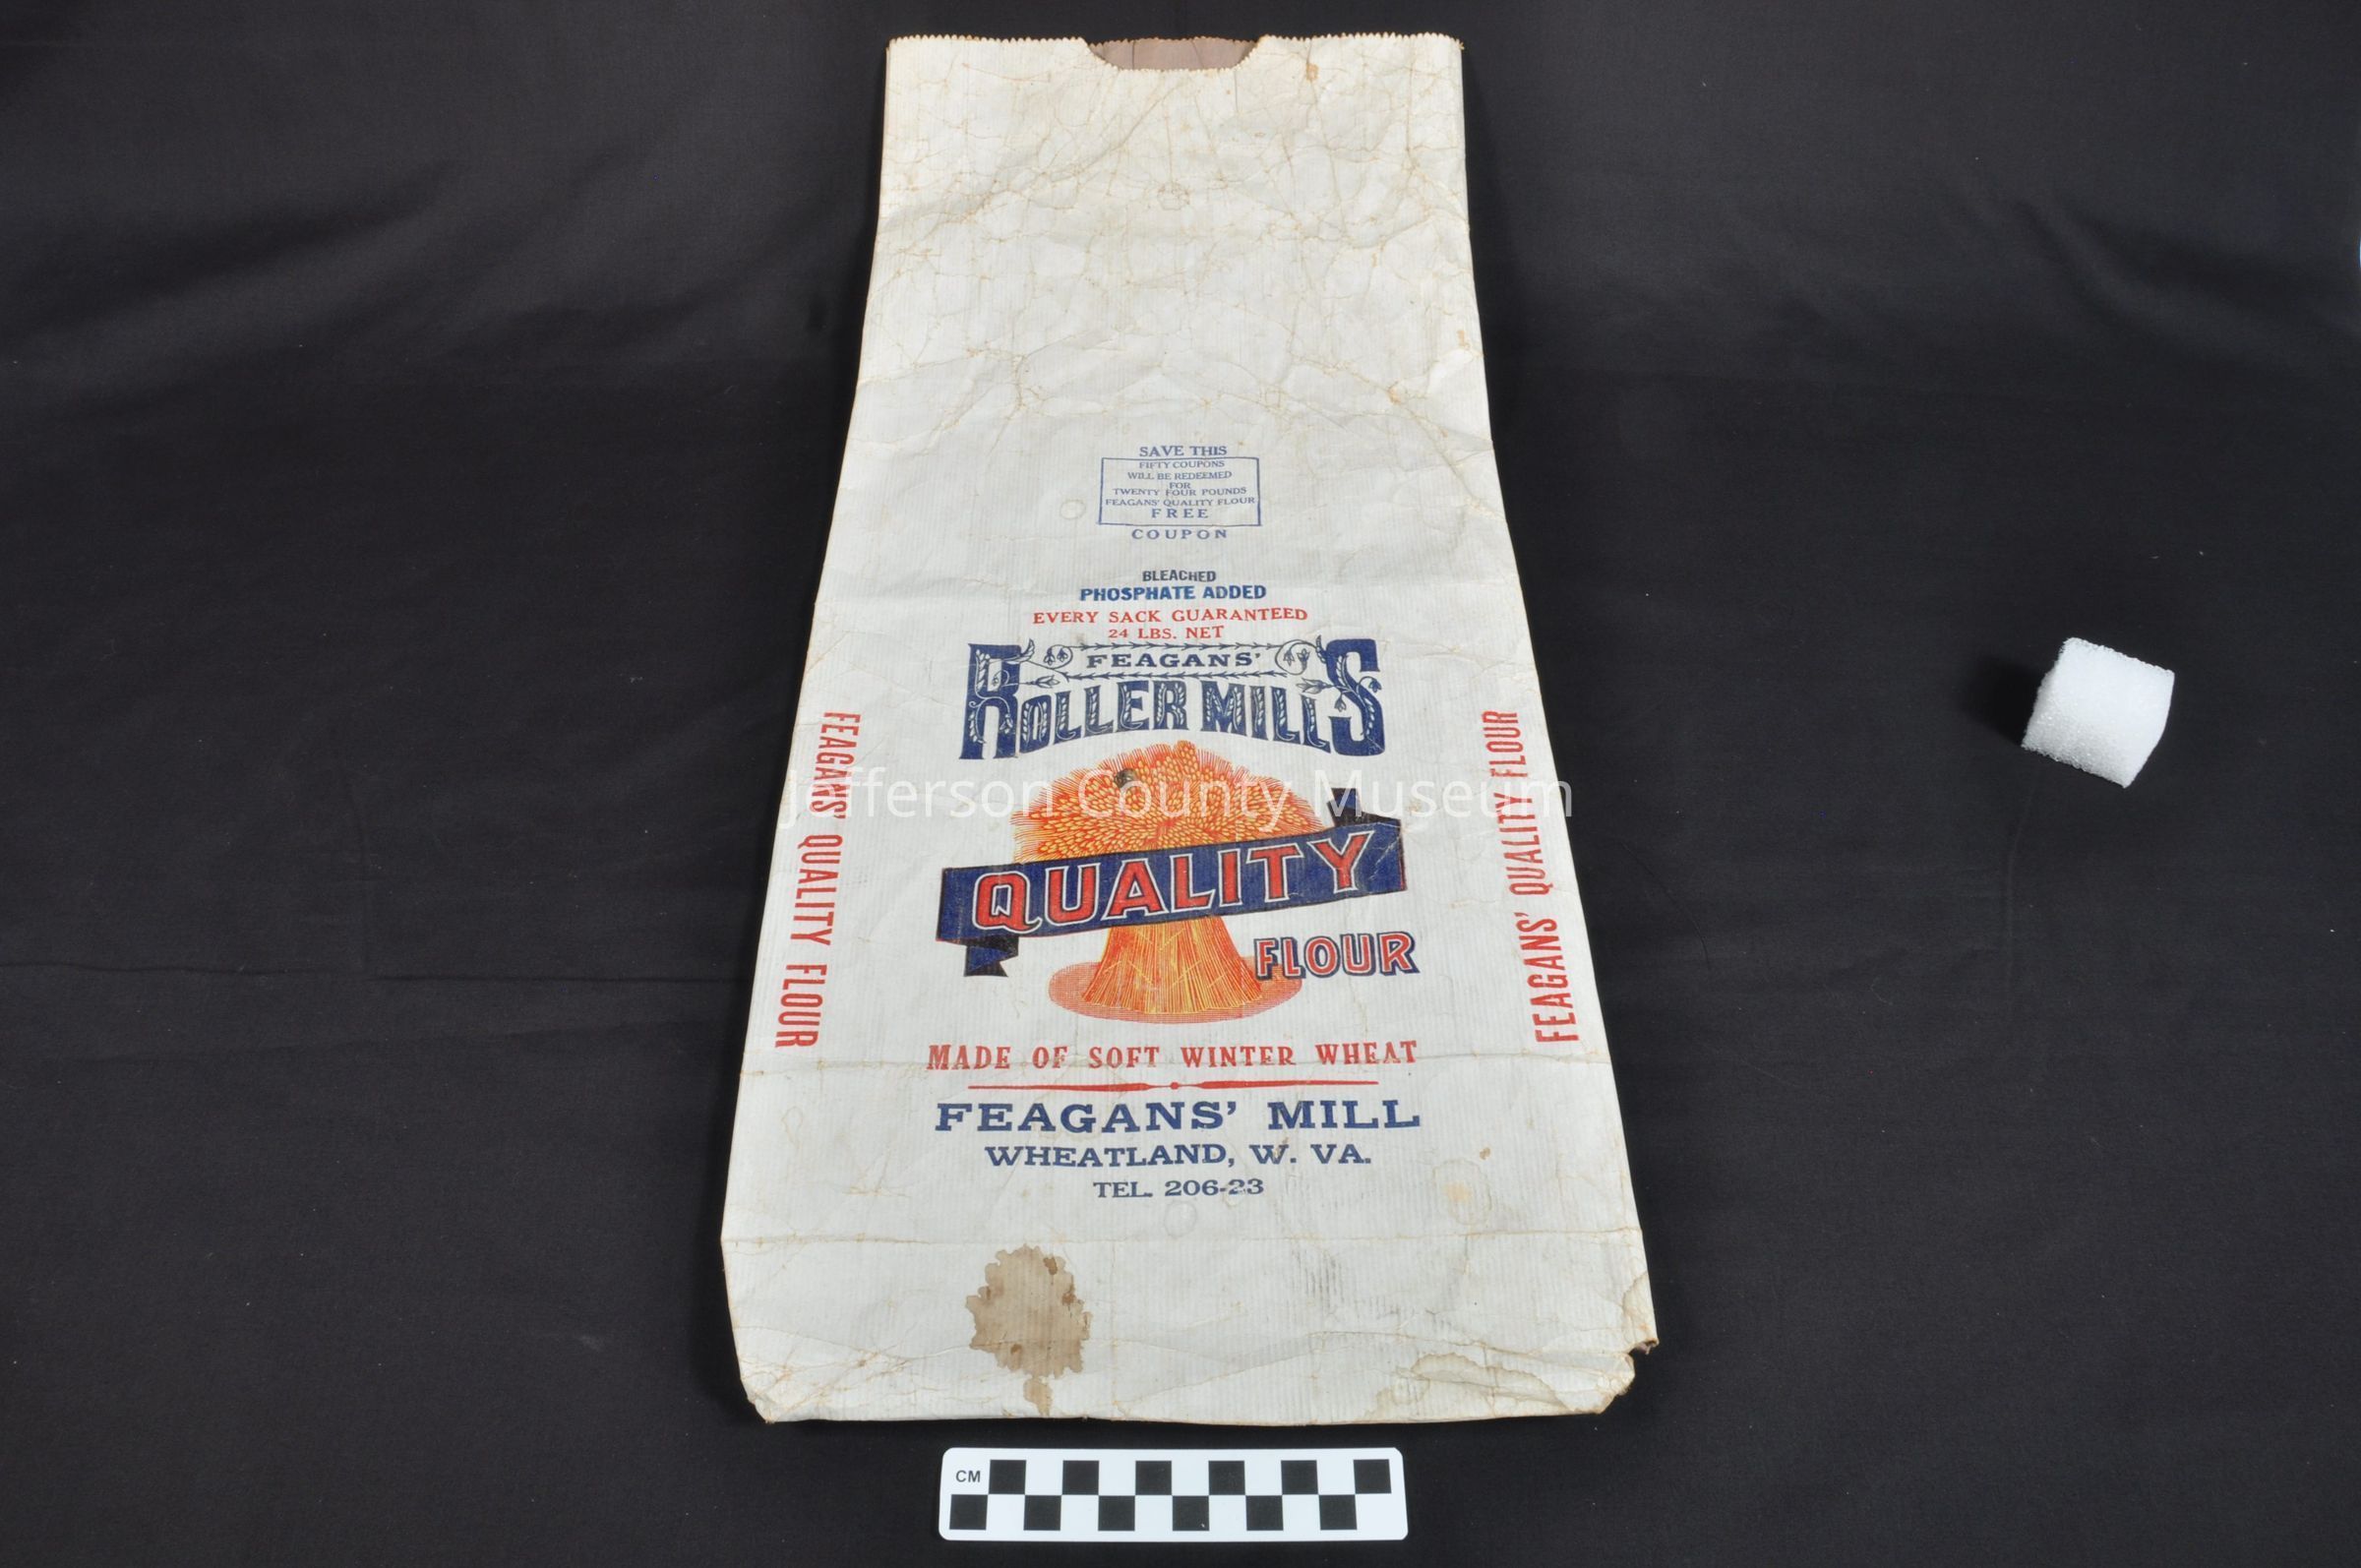 SAVE THIS
FIFTY COUPONS
WILL BE REDEEMED
FOR
TWENTY FOUR POUNDS
FEAGANS' QUALITY FLOUR
FREE
COUPON
BLEACHED
PHOSPHATE ADDED
EVERY SACK GUARANTEED
24 LBS. NET
FEAGANS'
ROLLER MILLS
QUALITY
FLOUR
MADE OF SOFT WINTER WHEAT
FEAGANS' MILL
WHEATLAND, W. VA.
TEL. 206-23
FEAGANS' QUALITY FLOUR
FEAGANS' QUALITY FLOUR
Jefferson County Museum
CM